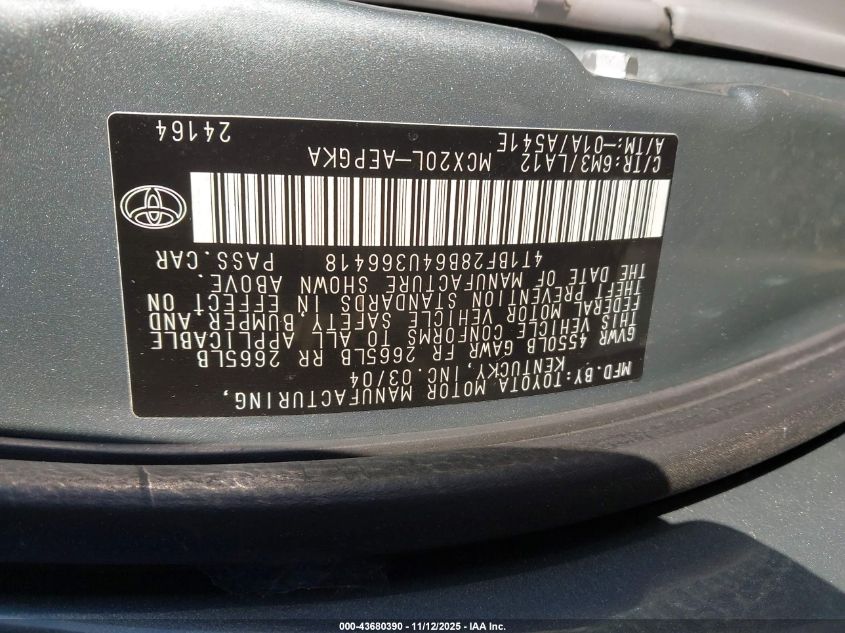 MFD.BY:TOYOTA MOTOR MANUFACTURING,
KENTUCKY, INC.03/04
GVWR 4550LB GAWR FR 2665LB RR 2665LB
THIS VEHICLE CONFORMS TO ALL APPLICABLE
FEDERAL MOTOR VEHICLE SAFETY,BUMPER AND
THEFT PREVENTION STANDARDS IN EFFECT ON
THE DATE OF MANUFACTURE SHOWN ABOVE.
4T1BF28B64U366418 PASS.CAR
C/TR:6M3/LA12 MCX20L-AEPGKA
A/TM:-01A/A541E 24164
000-43680390 - 11/12/2025 - IAA Inc.